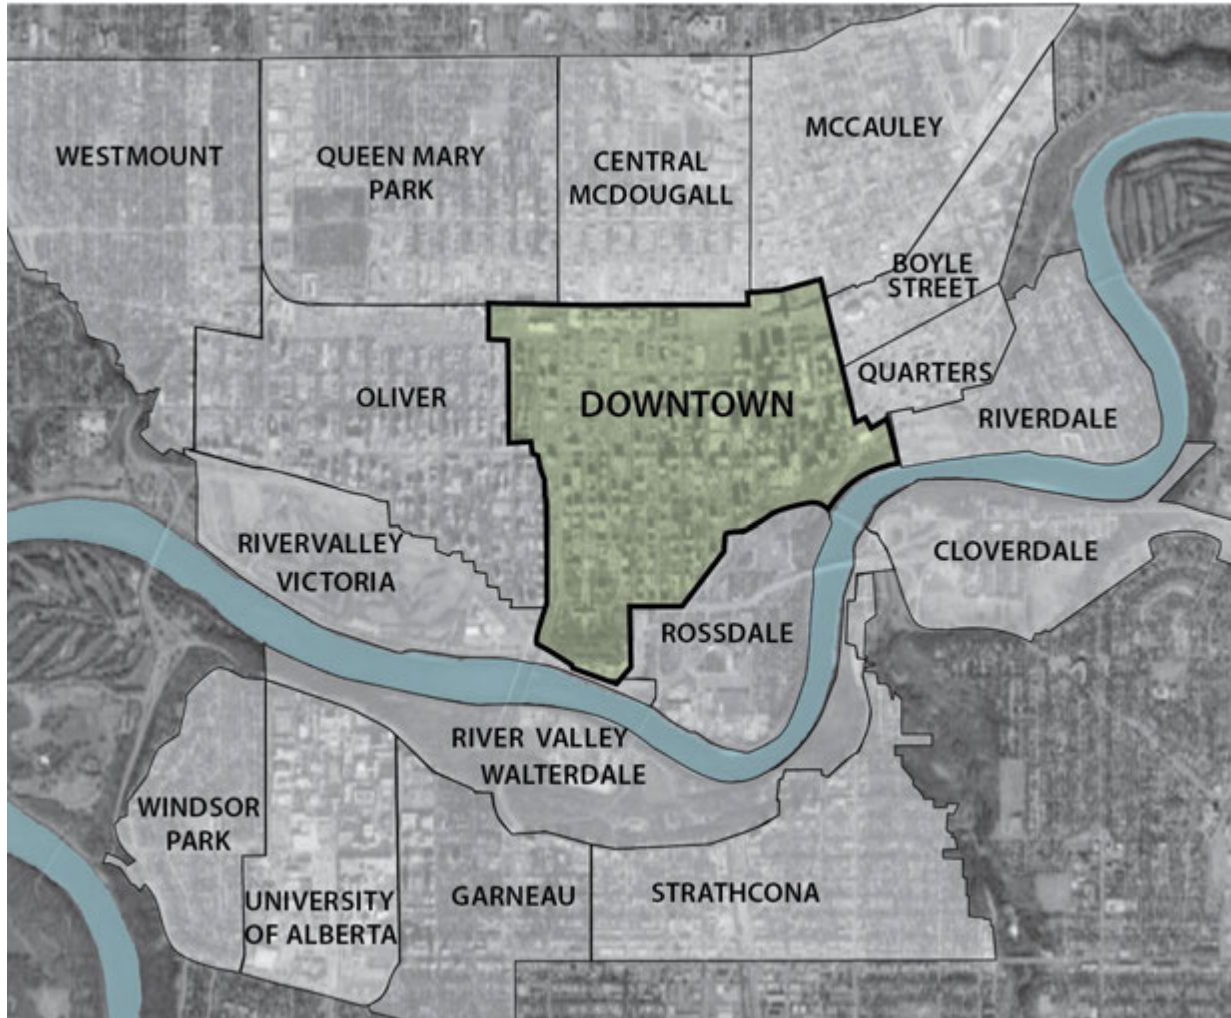 MCCAULEY
WESTMOUNT
QUEEN MARY
PARK
CENTRAL
MCDOUGALL
BOYLE
STREET
QUARTERS
OLIVER
DOWNTOWN
RIVERDALE
RIVERVALLEY
VICTORIA
CLOVERDALE
ROSSDALE
RIVER VALLEY
WALTERDALE
WINDSOR
PARK
UNIVERSITY
OF ALBERTA
GARNEAU
STRATHCONA